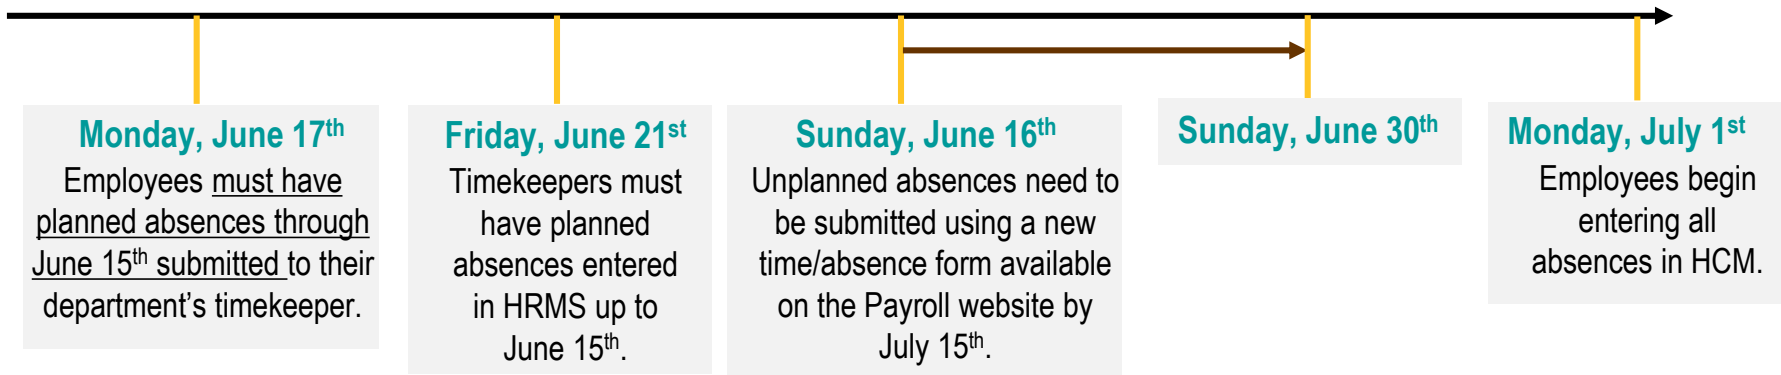 Monday, June 17th
Employees must have
planned absences through
June 15th submitted to their
department's timekeeper.
Friday, June 21st
Timekeepers must
have planned
absences entered
in HRMS up to
June 15th.
Sunday, June 16th
Unplanned absences need to
be submitted using a new
time/absence form available
on the Payroll website by
July 15th.
Sunday, June 30th
Monday, July 1st
Employees begin
entering all
absences in HCM.